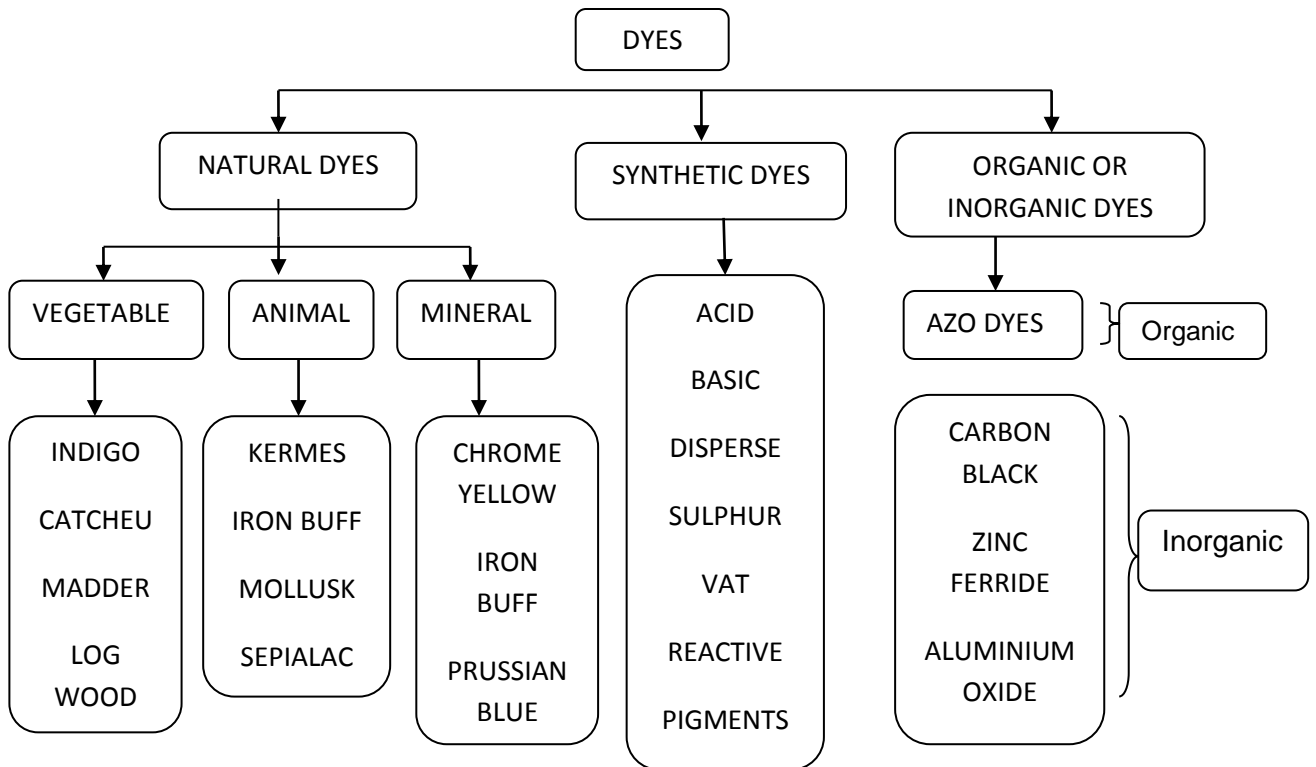 DYES
NATURAL DYES
SYNTHETIC DYES
ORGANIC OR
INORGANIC DYES
VEGETABLE
ANIMAL
MINERAL
ACID
BASIC
DISPERSE
SULPHUR
VAT
REACTIVE
PIGMENTS
AZO DYES
Organic
INDIGO
CATCHEU
MADDER
LOG
WOOD
KERMES
IRON BUFF
MOLLUSK
SEPIALAC
CHROME
YELLOW
IRON
BUFF
PRUSSIAN
BLUE
CARBON
BLACK
ZINC
FERRIDE
ALUMINIUM
OXIDE
Inorganic